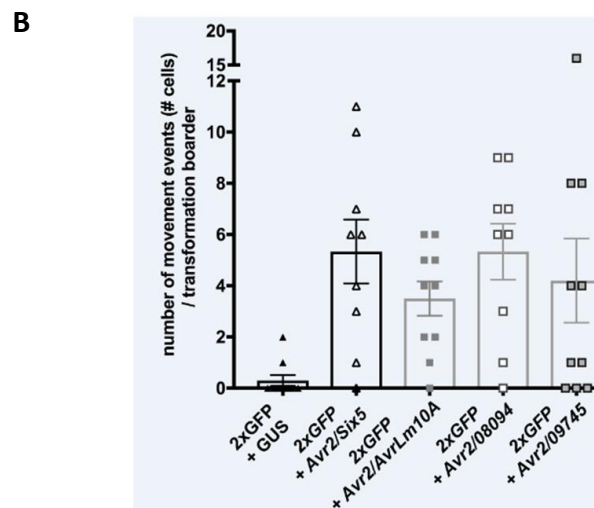 B
number of movement events (# cells)
/ transformation boarder
20
15
12
10
8
6
4
2
0
2xGFP
+ GUS
2xGFP
+ Avr2/Six5
2xGFP
+ Avr2/AvrLm10A
2xGFP
+ Avr2/08094
2xGFP
+ Avr2/09745